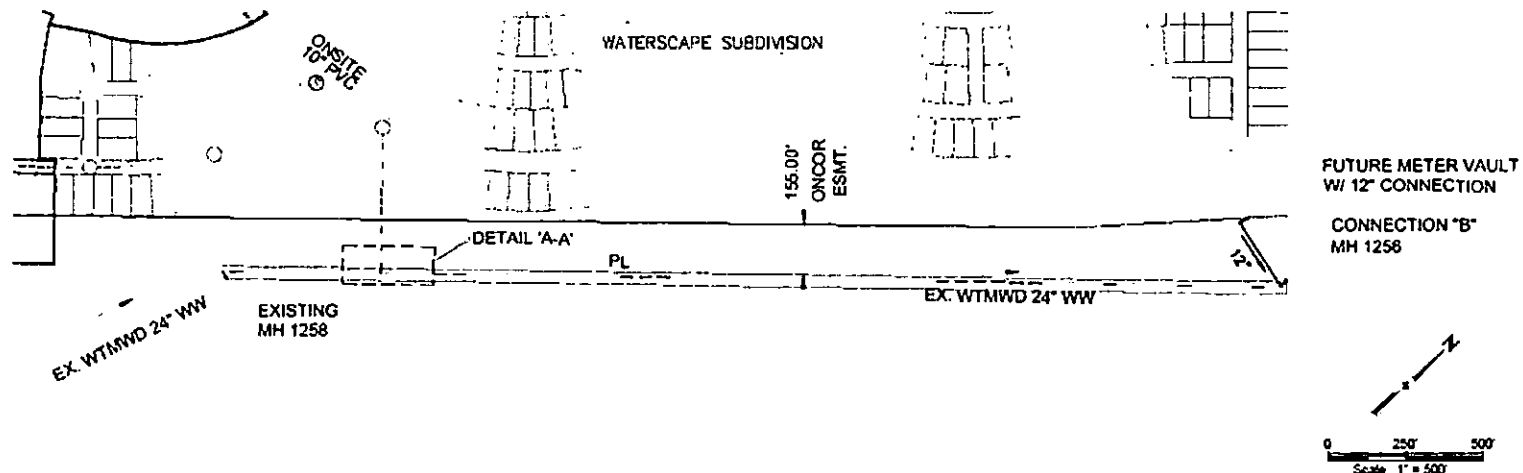 WATERSCAPE SUBDIVISION
ONSITE
10" PVC
155.00'
ONCOR
ESMT.
FUTURE METER VAULT
W/ 12" CONNECTION
CONNECTION "B"
MH 1258
DETAIL 'A-A'
PL
12"
EX. WTMWD 24" WW
EXISTING
MH 1258
EX. WTMWD 24" WW
N
0 250' 500'
Scale 1" = 500'